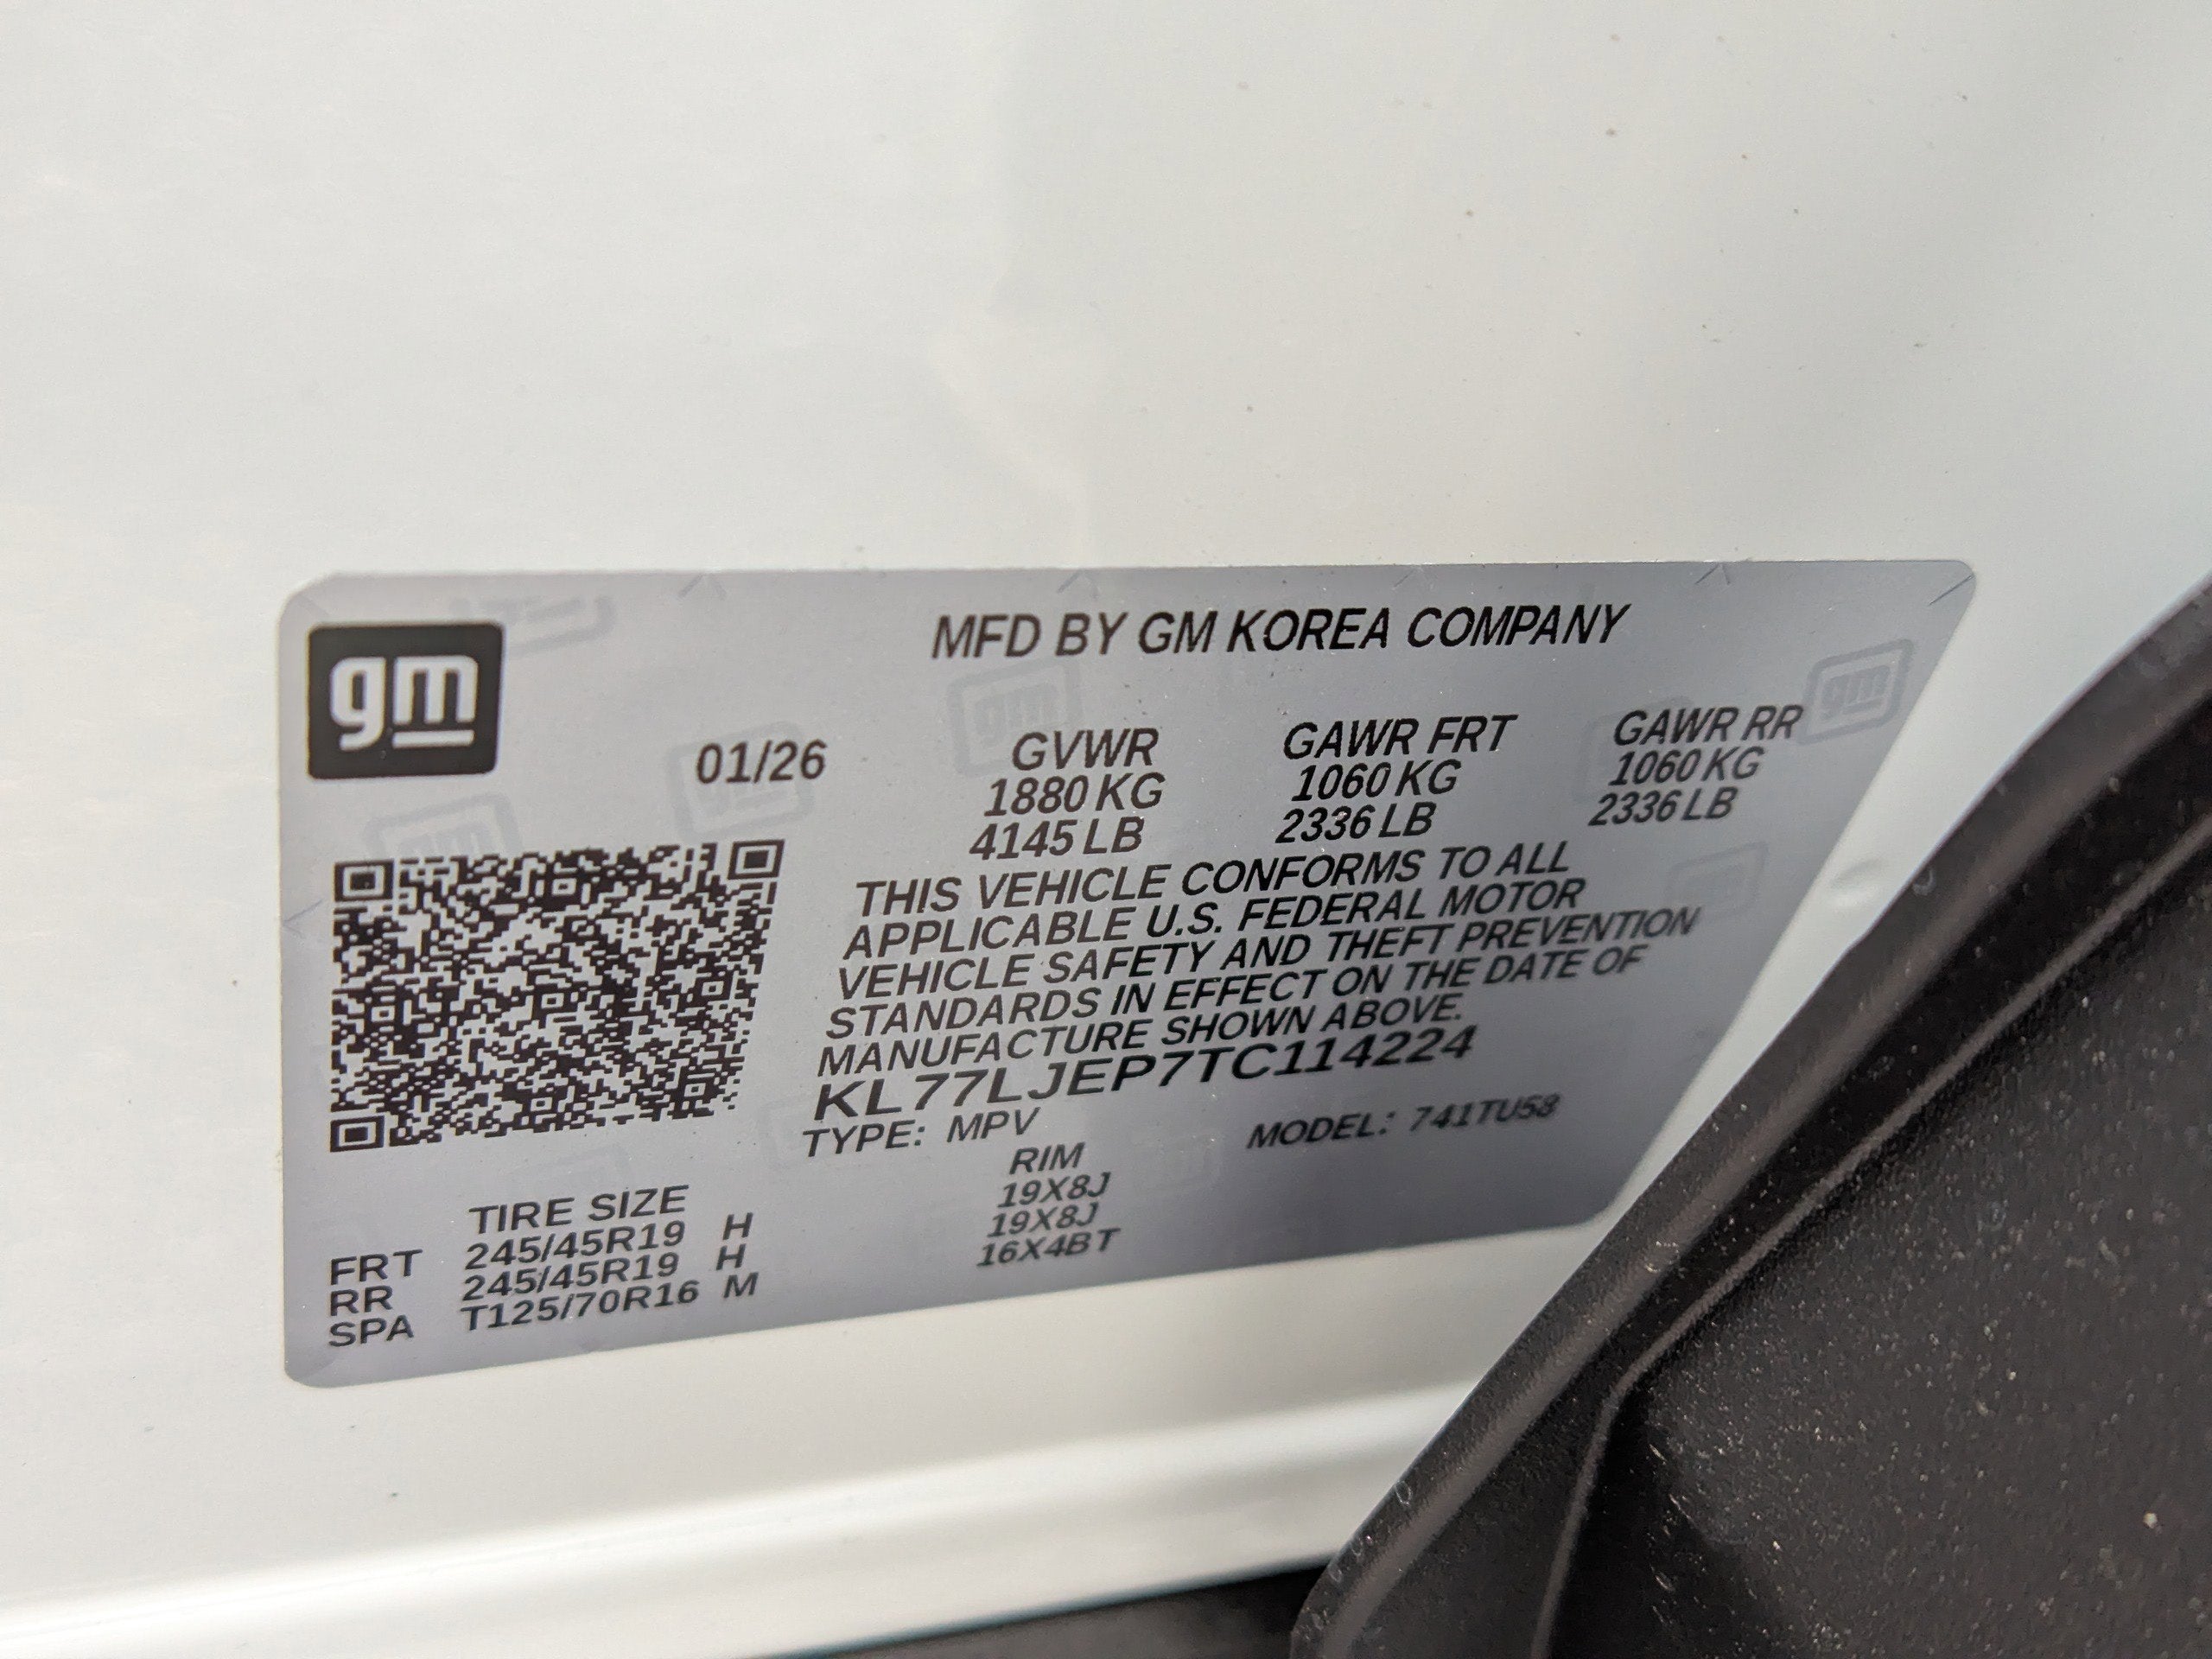 gm
MFD BY GM KOREA COMPANY
01/26
GVWR GAWR FRT GAWR RR
1880 KG 1060 KG 1060 KG
4145 LB 2336 LB 2336 LB
THIS VEHICLE CONFORMS TO ALL
APPLICABLE U.S. FEDERAL MOTOR
VEHICLE SAFETY AND THEFT PREVENTION
STANDARDS IN EFFECT ON THE DATE OF
MANUFACTURE SHOWN ABOVE.
KL77LJEP7TC114224
TYPE: MPV MODEL: 741TU58
TIRE SIZE RIM
FRT 245/45R19 H 19X8J
RR 245/45R19 H 19X8J
SPA T125/70R16 M 16X4BT